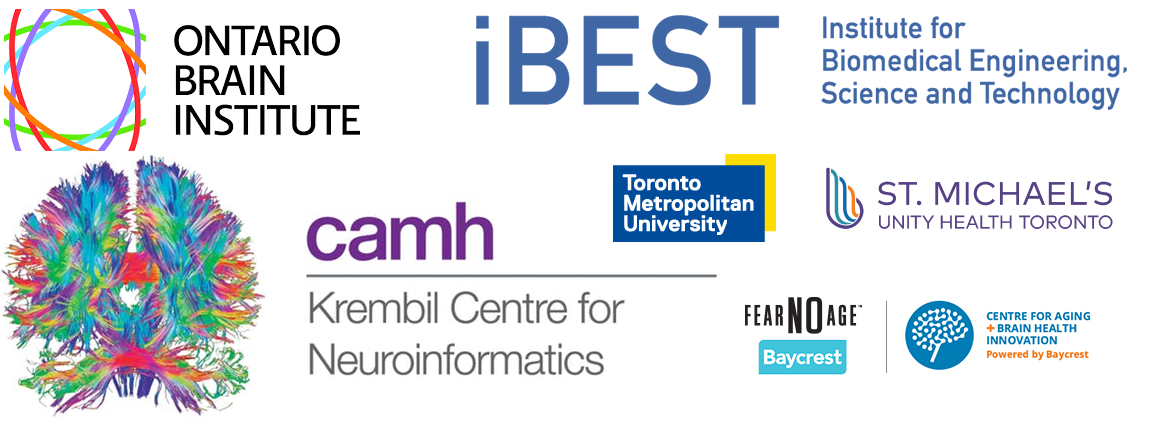 ONTARIO
BRAIN
INSTITUTE
iBEST
Institute for
Biomedical Engineering,
Science and Technology
camh
Krembil Centre for
Neuroinformatics
Toronto
Metropolitan
University
ST. MICHAEL'S
UNITY HEALTH TORONTO
FEARNOAGE™
Baycrest
CENTRE FOR AGING
+ BRAIN HEALTH
INNOVATION
Powered by Baycrest